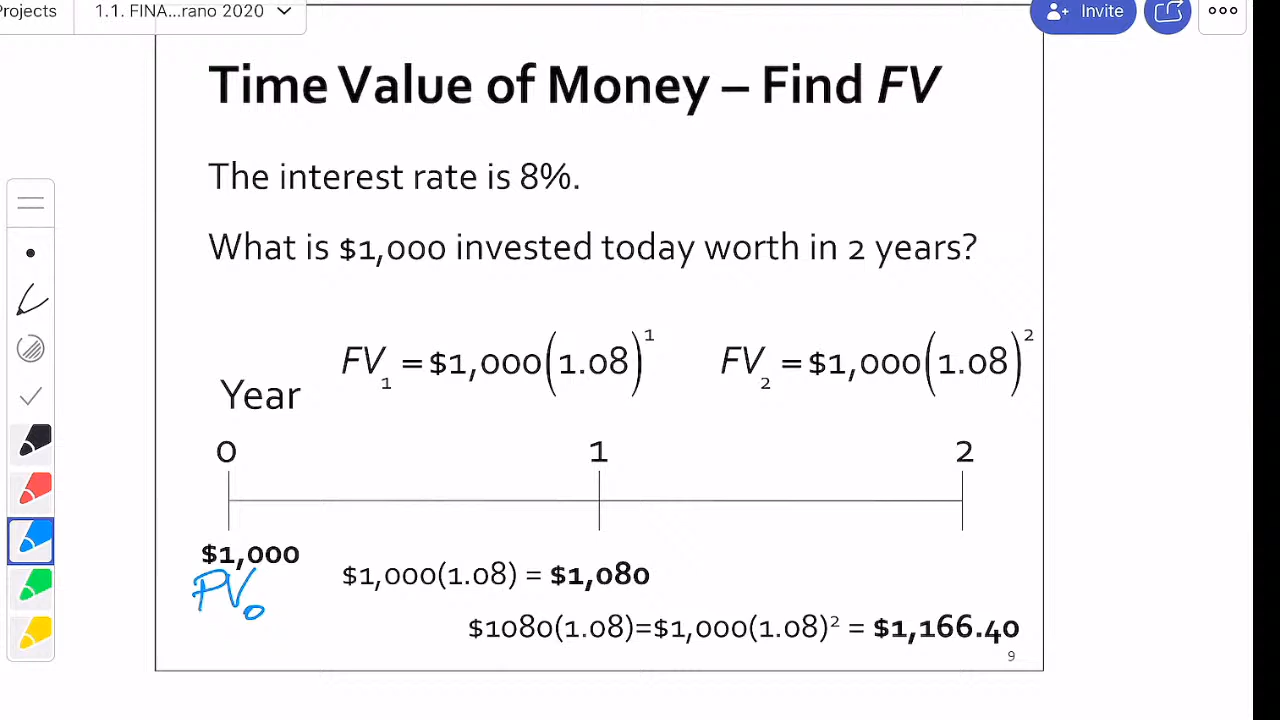 rojects 1.1. FINA...rano 2020 Invite
Time Value of Money – Find FV
The interest rate is 8%.
What is $1,000 invested today worth in 2 years?
FV₁ = $1,000(1.08)¹ FV₂ = $1,000(1.08)²
Year
0 1 2
$1,000
PV₀
$1,000(1.08) = $1,080
$1080(1.08)=$1,000(1.08)² = $1,166.40
9